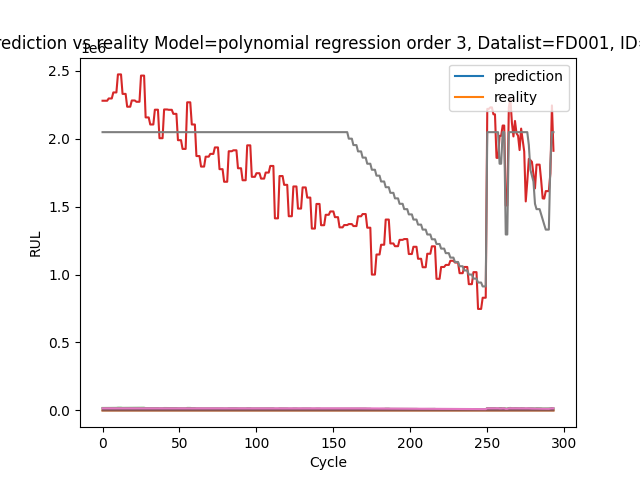 rediction vs reality Model=polynomial regression order 3, Datalist=FD001, ID=
1e6
prediction
reality
2.5
2.0
1.5
1.0
0.5
0.0
RUL
0 50 100 150 200 250 300
Cycle